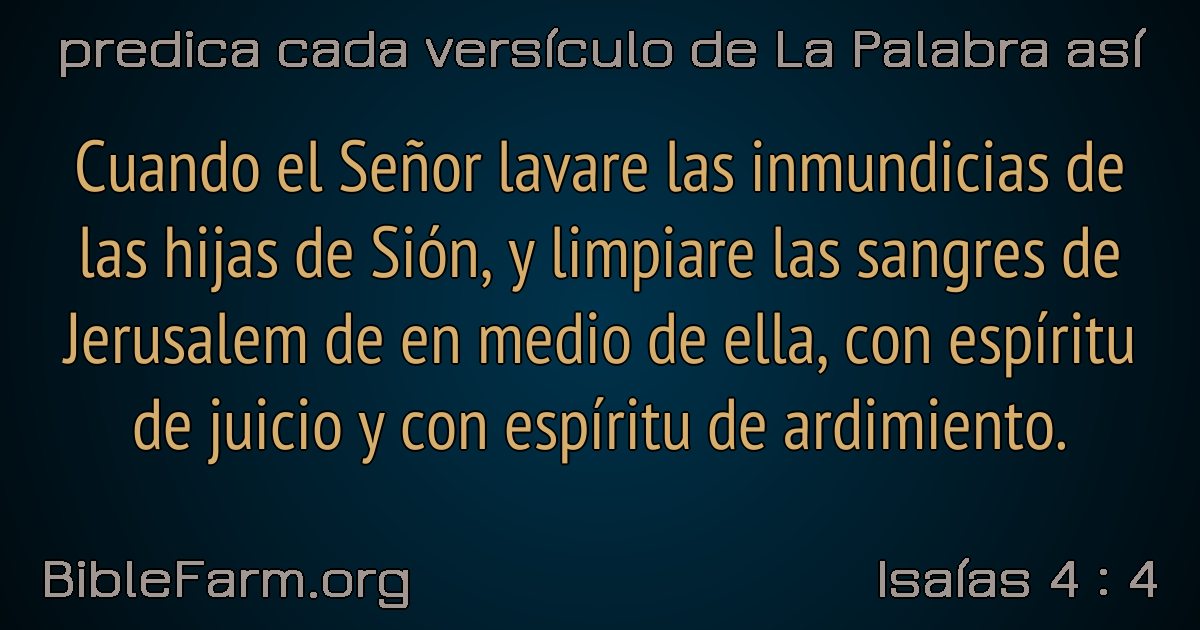 predica cada versículo de La Palabra así
Cuando el Señor lavare las inmundicias de
las hijas de Sión, y limpiare las sangres de
Jerusalem de en medio de ella, con espíritu
de juicio y con espíritu de ardimiento.
BibleFarm.org
Isaías 4 : 4